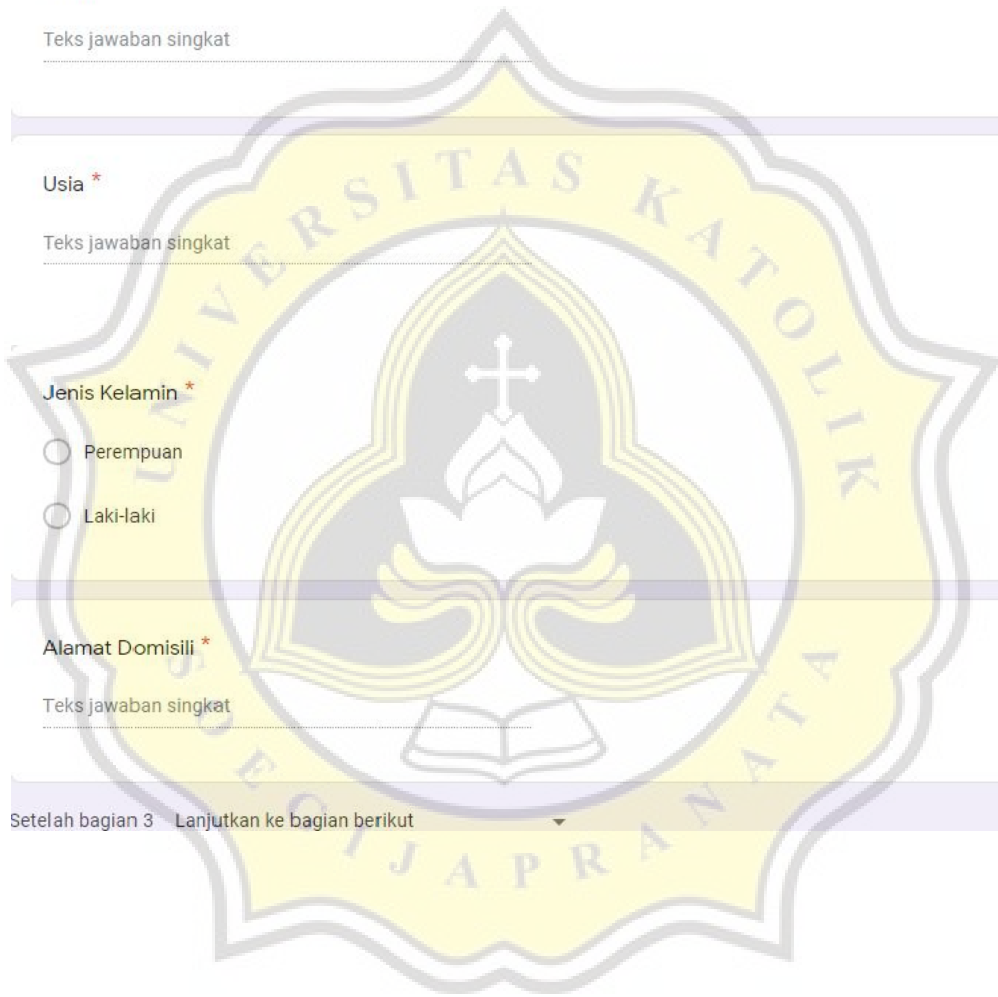 Teks jawaban singkat
Usia *
Teks jawaban singkat
Jenis Kelamin *
Perempuan
Laki-laki
Alamat Domisili *
Teks jawaban singkat
Setelah bagian 3 Lanjutkan ke bagian berikut
UNIVERSITAS KATOLIK
SOEGIJAPRANATA